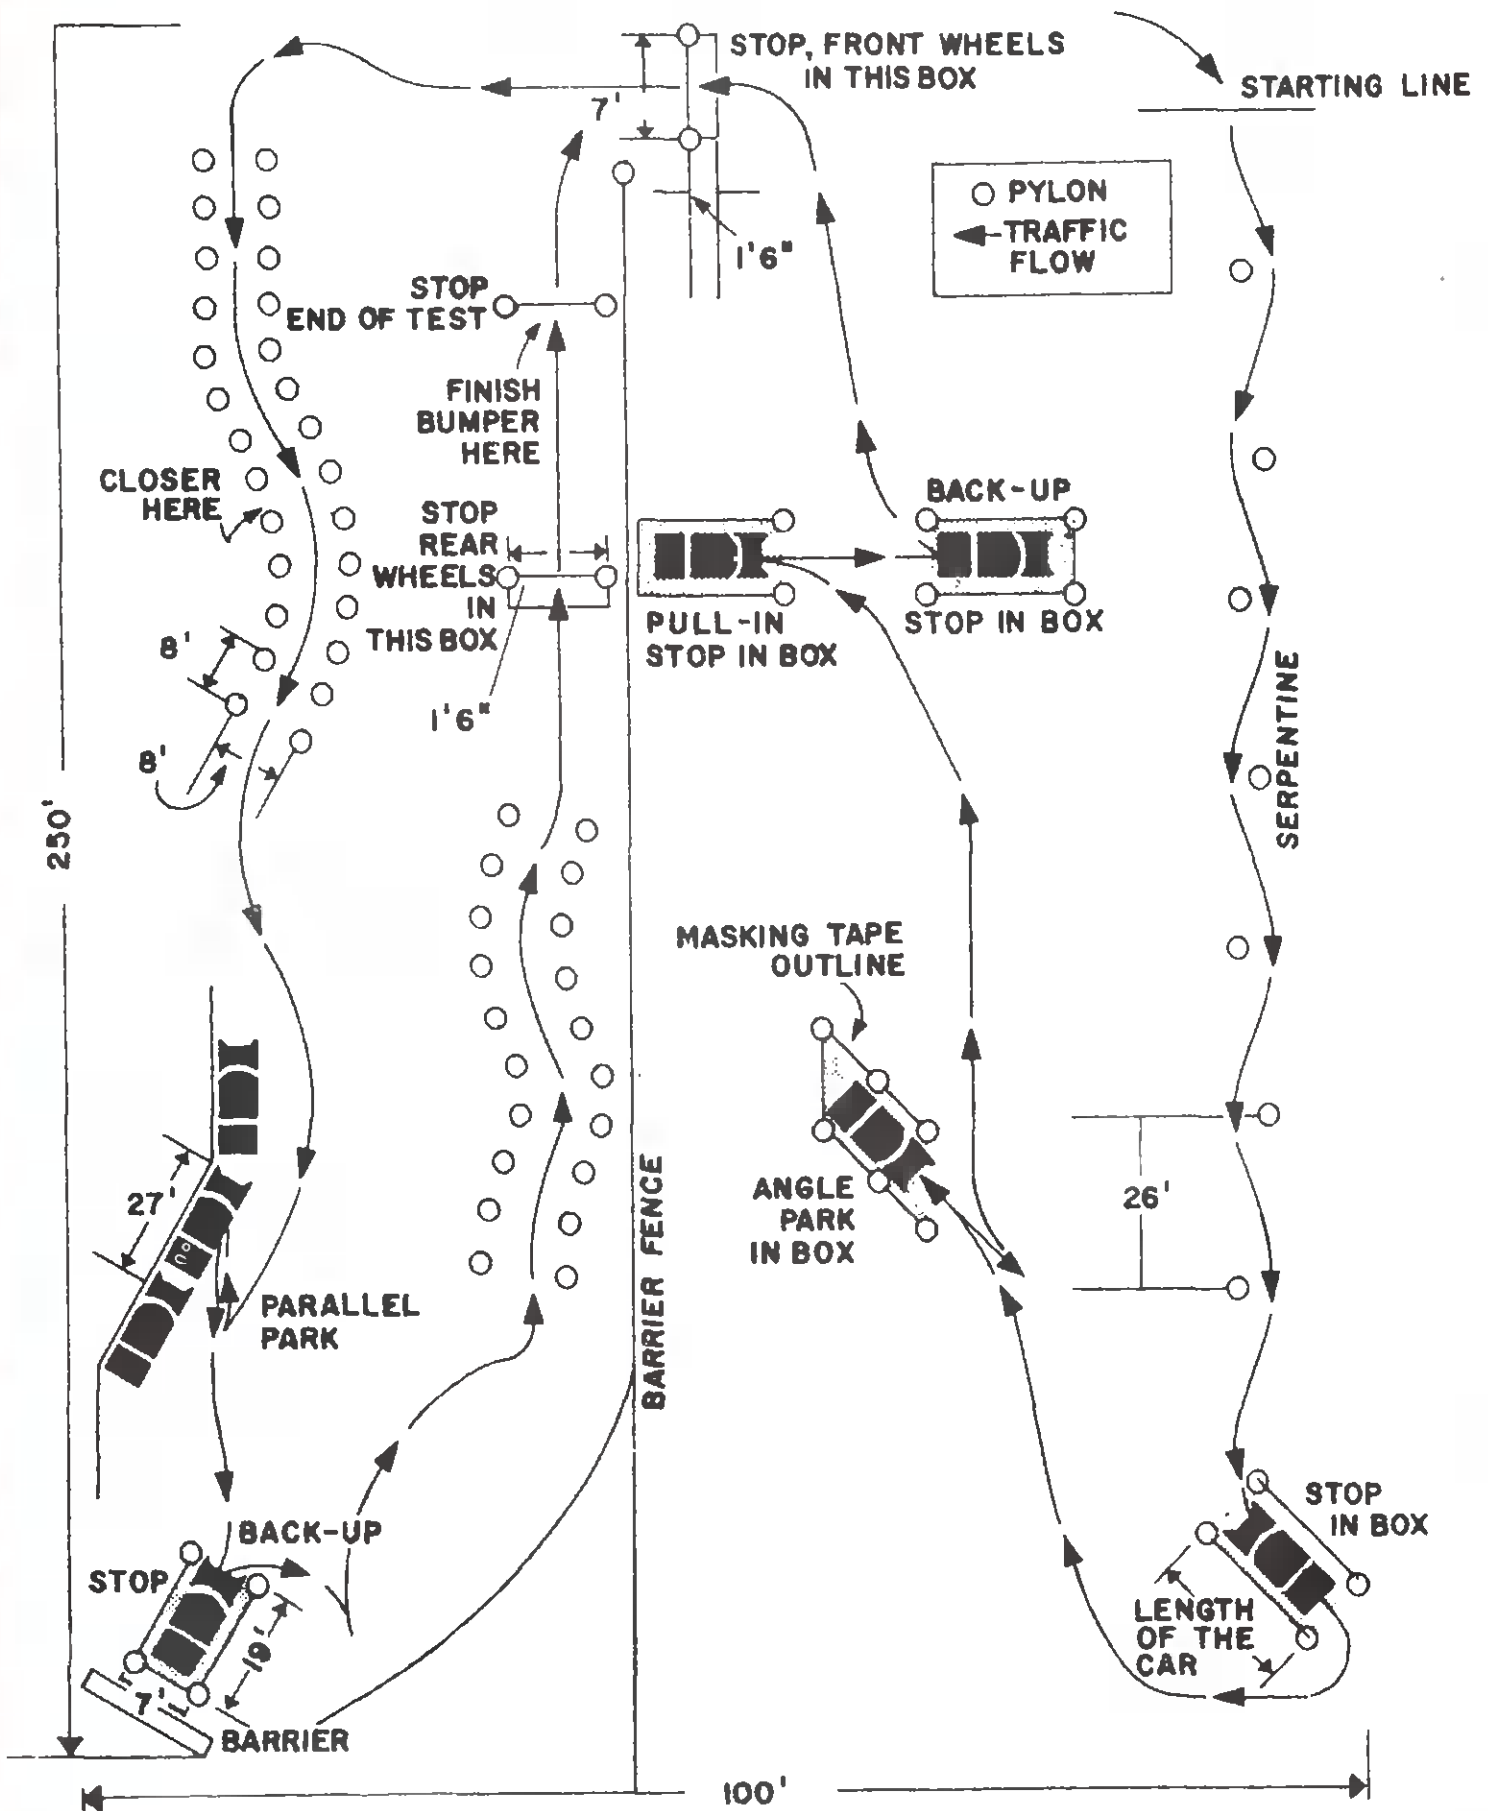 STOP, FRONT WHEELS
IN THIS BOX
STARTING LINE
7'
PYLON
TRAFFIC
FLOW
1'6"
STOP
END OF TEST
FINISH
BUMPER
HERE
CLOSER
HERE
STOP
REAR
WHEELS
IN
THIS BOX
BACK-UP
STOP IN BOX
PULL-IN
STOP IN BOX
8'
1'6"
8'
SERPENTINE
250'
MASKING TAPE
OUTLINE
27'
ANGLE
PARK
IN BOX
26'
BARRIER FENCE
PARALLEL
PARK
STOP
IN BOX
BACK-UP
STOP
LENGTH
OF THE
CAR
19'
7'
BARRIER
100'